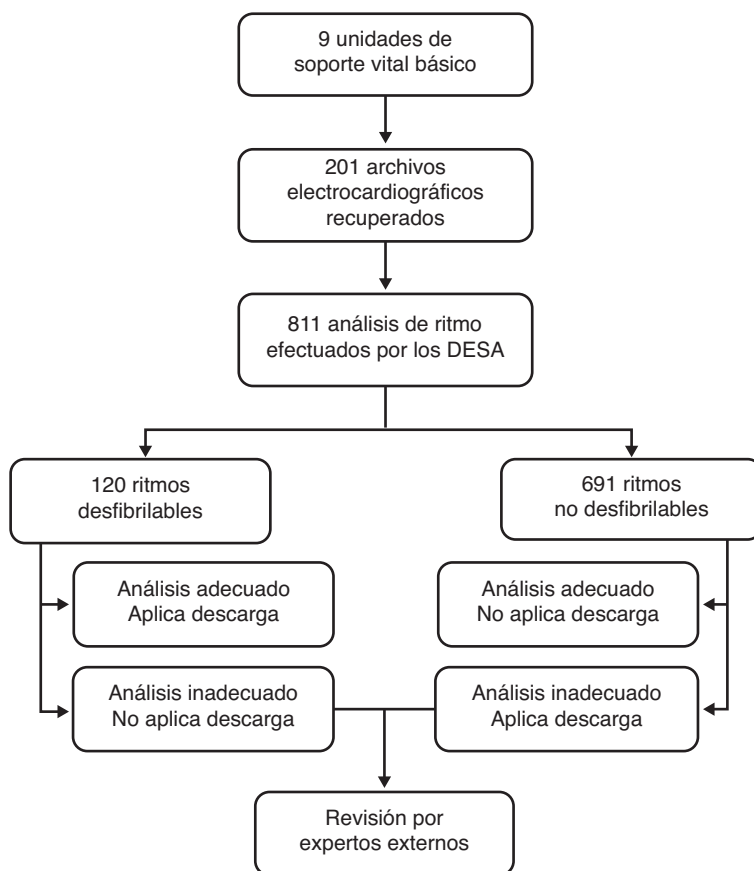 9 unidades de
soporte vital básico
201 archivos
electrocardiográficos
recuperados
811 análisis de ritmo
efectuados por los DESA
120 ritmos
desfibrilables
691 ritmos
no desfibrilables
Análisis adecuado
Aplica descarga
Análisis adecuado
No aplica descarga
Análisis inadecuado
No aplica descarga
Análisis inadecuado
Aplica descarga
Revisión por
expertos externos